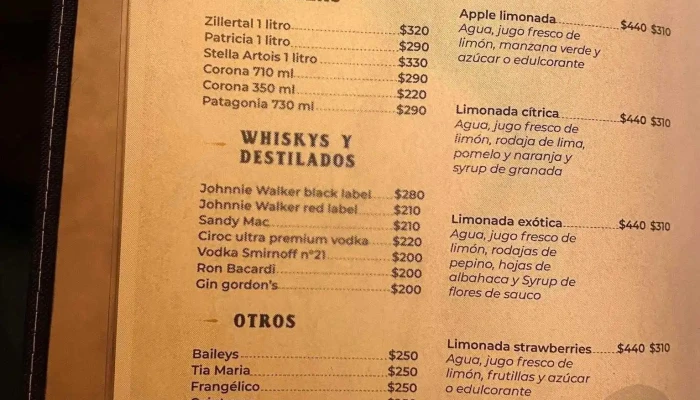 Zillertal 1 litro $320
Patricia 1 litro $290
Stella Artois 1 litro $330
Corona 710 ml $290
Corona 350 ml $220
Patagonia 730 ml $290
WHISKYS Y
DESTILADOS
Johnnie Walker black label $280
Johnnie Walker red label $210
Sandy Mac $210
Ciroc ultra premium vodka $220
Vodka Smirnoff n°21 $200
Ron Bacardi $200
Gin gordon's $200
OTROS
Baileys $250
Tia Maria $250
Frangélico $250
Apple limonada $440 $310
Agua, jugo fresco de
limón, manzana verde y
azúcar o edulcorante
Limonada cítrica $440 $310
Agua, jugo fresco de
limón, rodaja de lima,
pomelo y naranja y
syrup de granada
Limonada exótica $440 $310
Agua, jugo fresco de
limón, rodajas de
pepino, hojas de
albahaca y Syrup de
flores de sauco
Limonada strawberries $440 $310
Agua, jugo fresco de
limón, frutillas y azúcar
o edulcorante